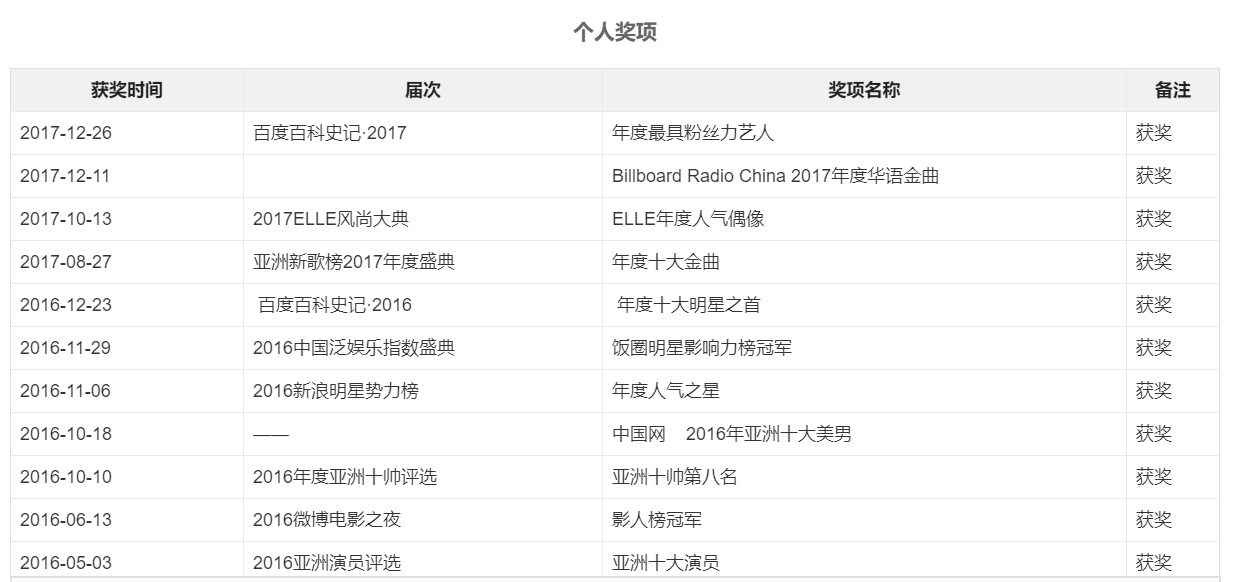 个人奖项
获奖时间 届次 奖项名称 备注
2017-12-26 百度百科史记·2017 年度最具粉丝力艺人 获奖
2017-12-11 Billboard Radio China 2017年度华语金曲 获奖
2017-10-13 2017ELLE风尚大典 ELLE年度人气偶像 获奖
2017-08-27 亚洲新歌榜2017年度盛典 年度十大金曲 获奖
2016-12-23 百度百科史记·2016 年度十大明星之首 获奖
2016-11-29 2016中国泛娱乐指数盛典 饭圈明星影响力榜冠军 获奖
2016-11-06 2016新浪明星势力榜 年度人气之星 获奖
2016-10-18 —— 中国网 2016年亚洲十大美男 获奖
2016-10-10 2016年度亚洲十帅评选 亚洲十帅第八名 获奖
2016-06-13 2016微博电影之夜 影人榜冠军 获奖
2016-05-03 2016亚洲演员评选 亚洲十大演员 获奖